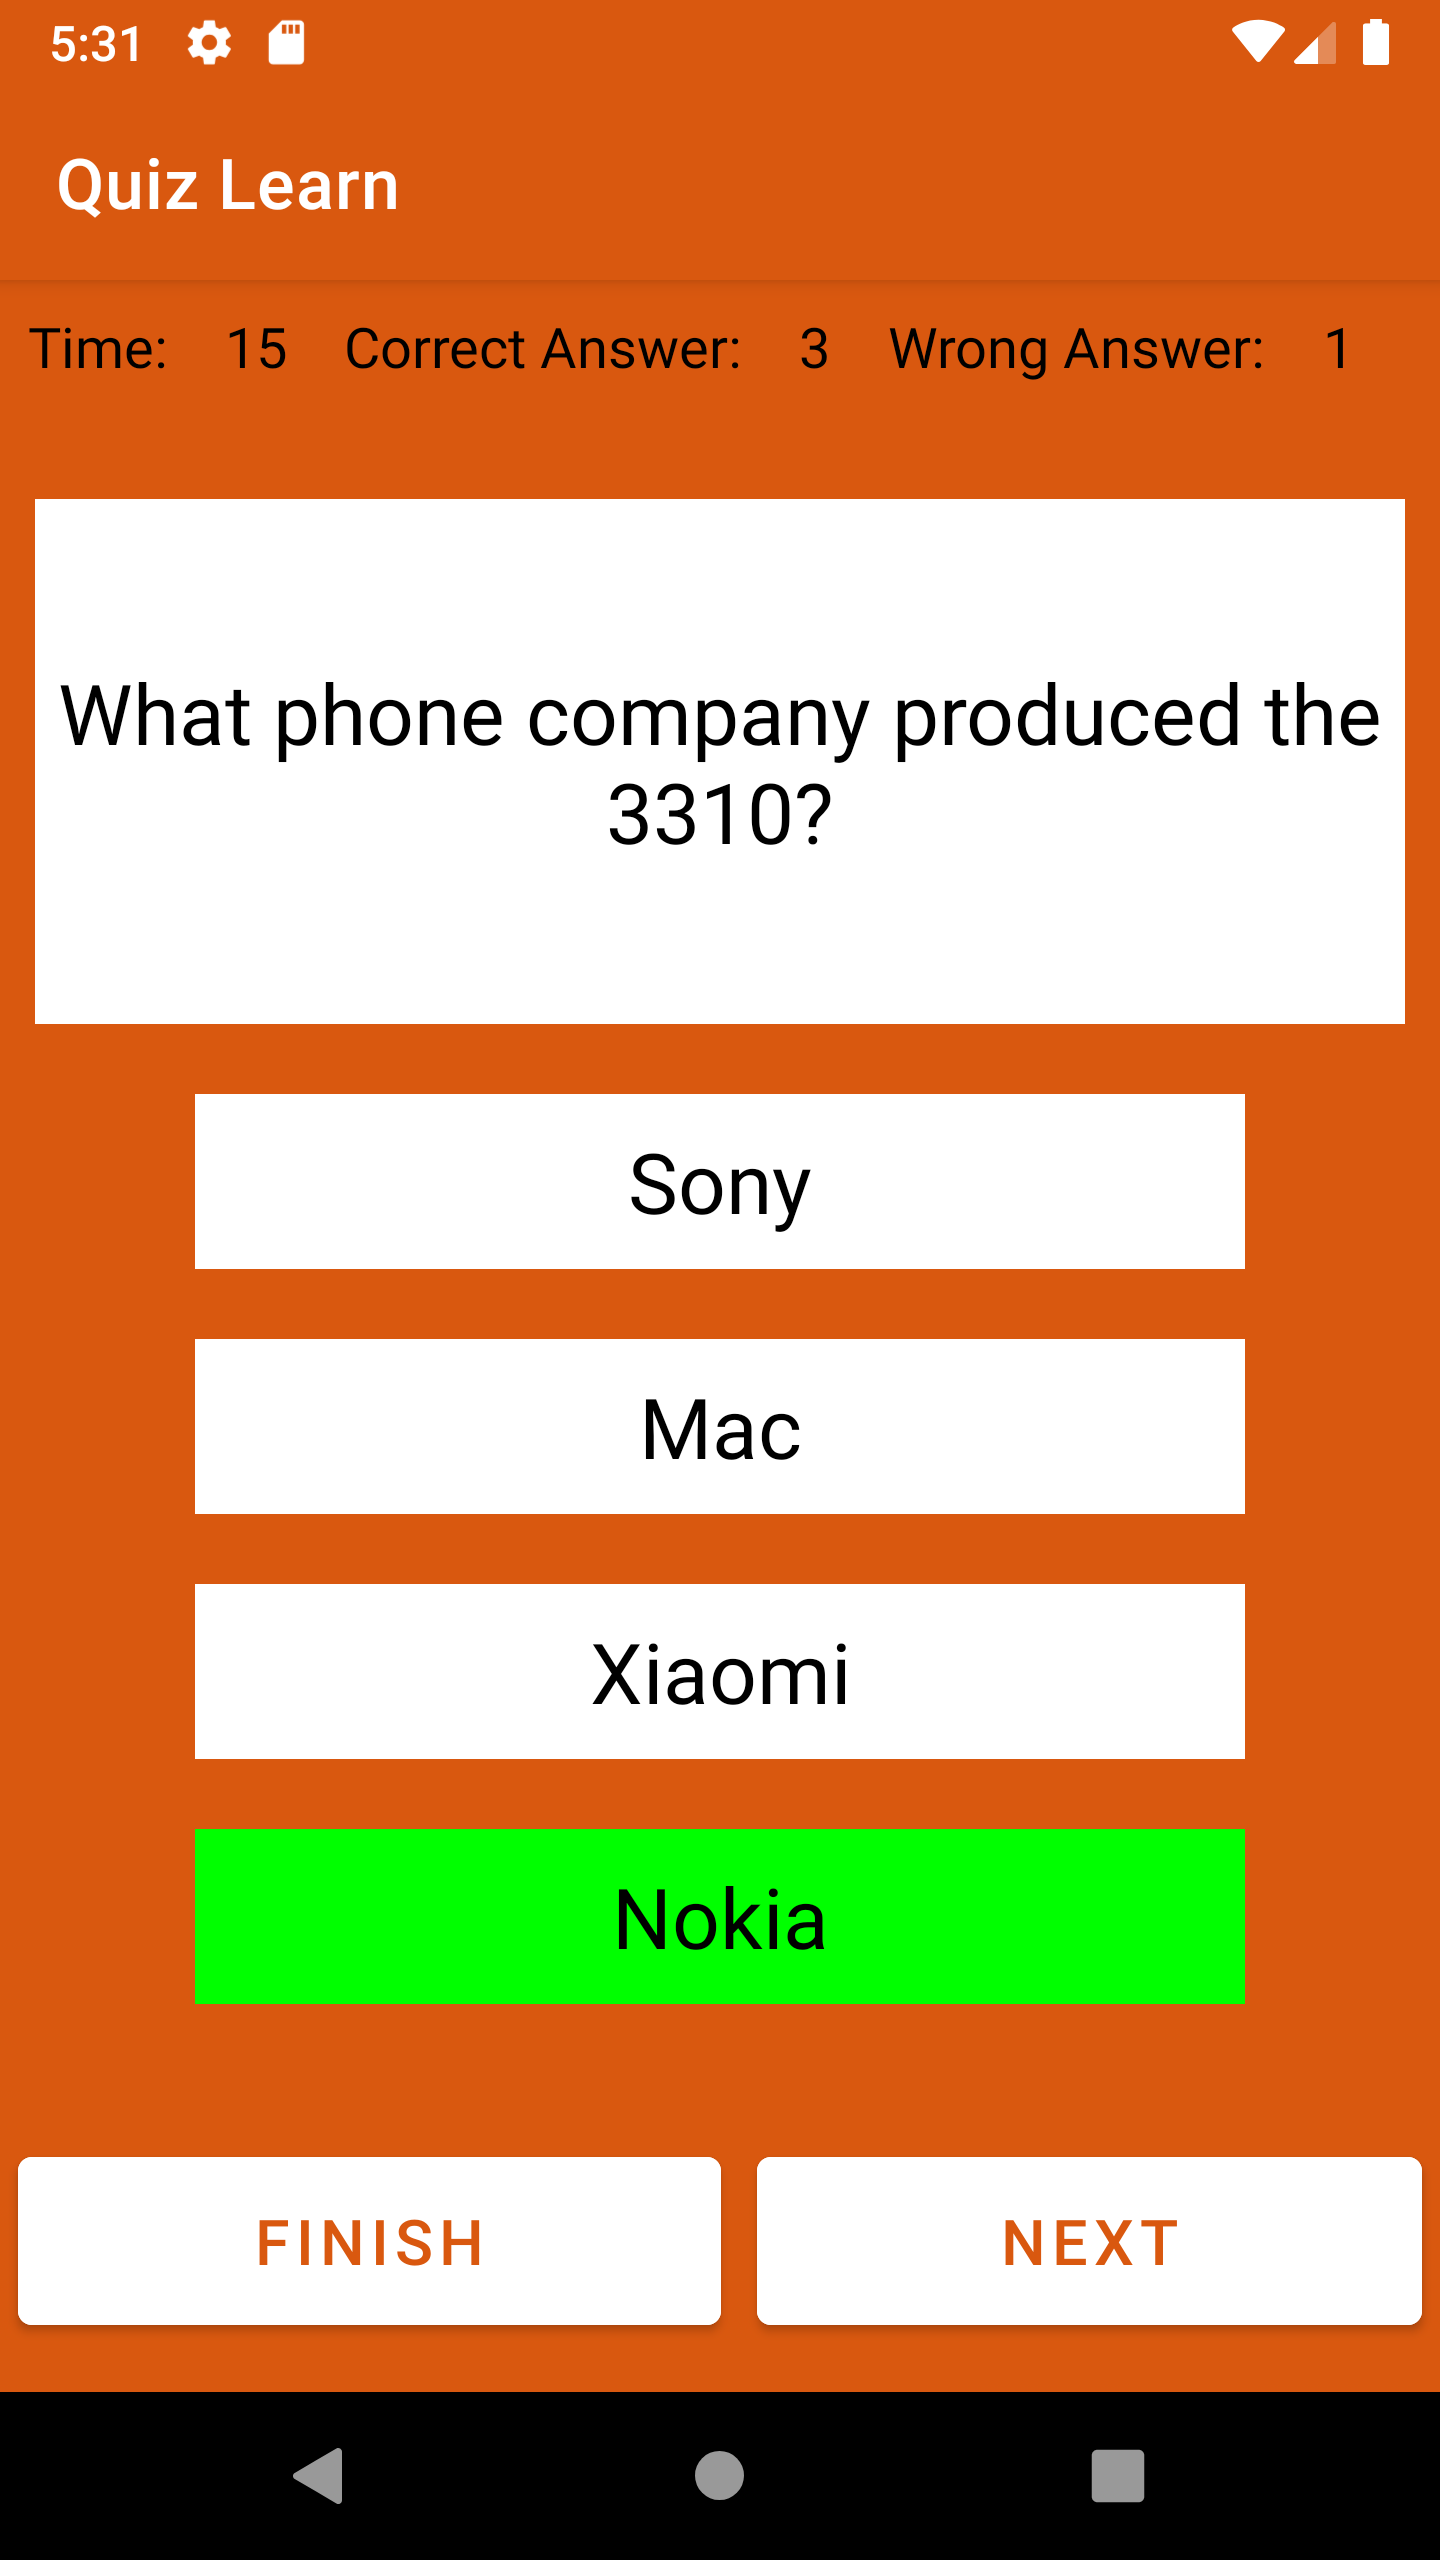 5:31
Quiz Learn
Time: 15 Correct Answer: 3 Wrong Answer: 1
What phone company produced the
3310?
Sony
Mac
Xiaomi
Nokia
FINISH NEXT